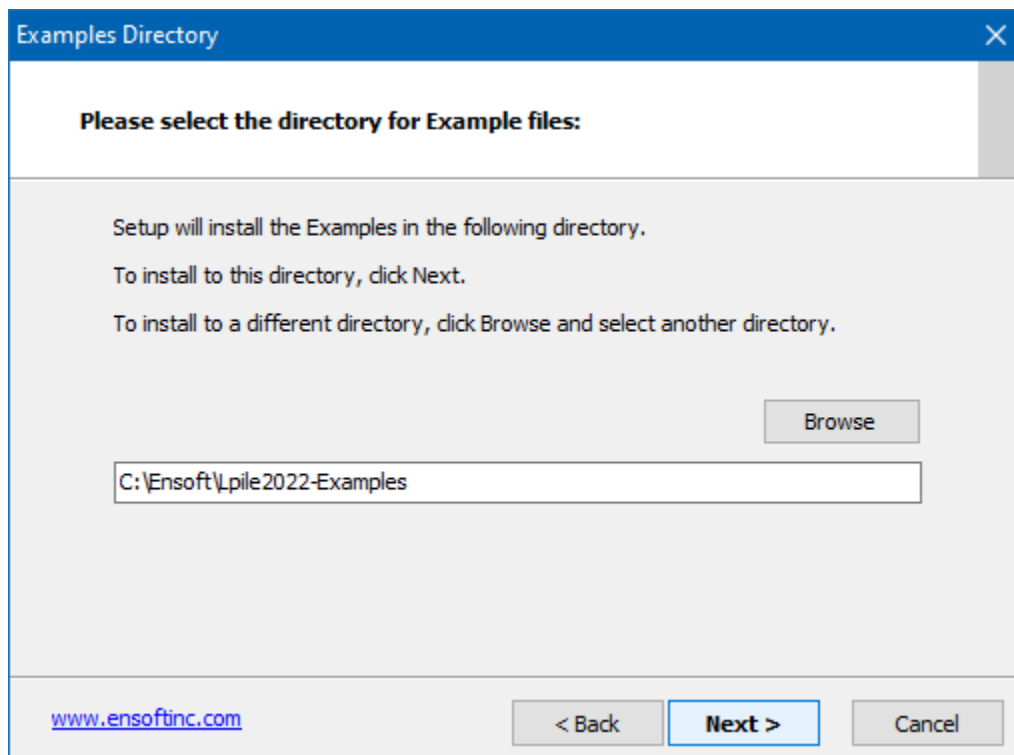 Examples Directory
Please select the directory for Example files:
Setup will install the Examples in the following directory.
To install to this directory, click Next.
To install to a different directory, click Browse and select another directory.
Browse
C:\Ensoft\Lpile2022-Examples
www.ensoftinc.com
< Back
Next >
Cancel